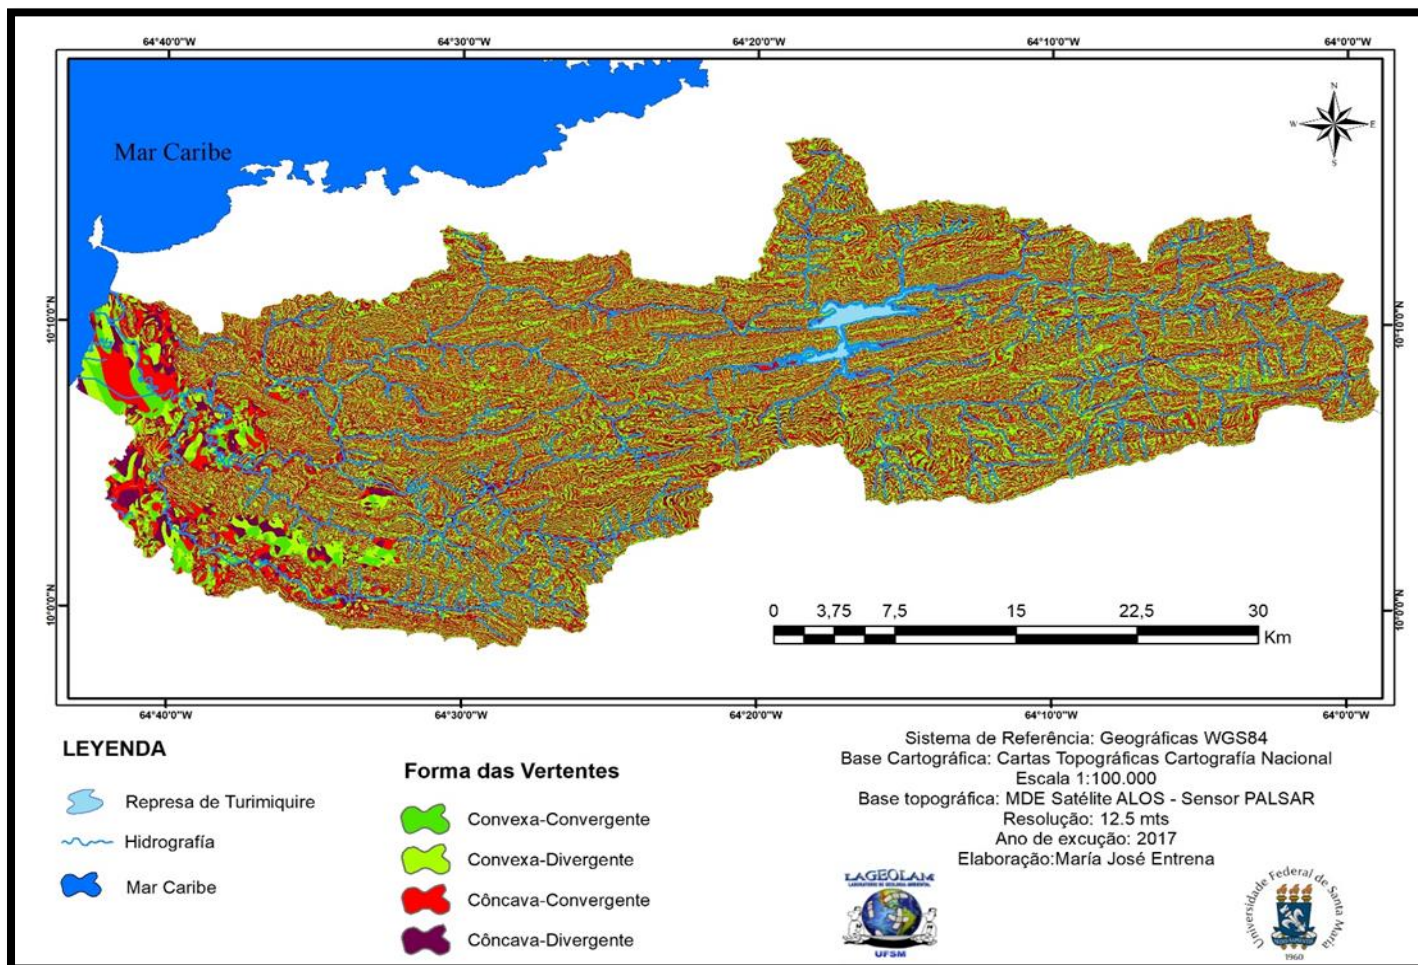 64°40'0"W 64°30'0"W 64°20'0"W 64°10'0"W 64°0'0"W
Mar Caribe
N
W E
S
10°10'0"N 10°10'0"N
10°0'0"N 10°0'0"N
0 3,75 7,5 15 22,5 30
Km
64°40'0"W 64°30'0"W 64°20'0"W 64°10'0"W 64°0'0"W
LEYENDA
Represa de Turimiquire
Hidrografía
Mar Caribe
Forma das Vertentes
Convexa-Convergente
Convexa-Divergente
Côncava-Convergente
Côncava-Divergente
Sistema de Referência: Geográficas WGS84
Base Cartográfica: Cartas Topográficas Cartografía Nacional
Escala 1:100.000
Base topográfica: MDE Satélite ALOS - Sensor PALSAR
Resolução: 12.5 mts
Ano de excução: 2017
Elaboração:María José Entrena
LAGEOLAM
LABORATÓRIO DE GEOLOGIA AMBIENTAL
UFSM
Universidade Federal de Santa Maria
1960